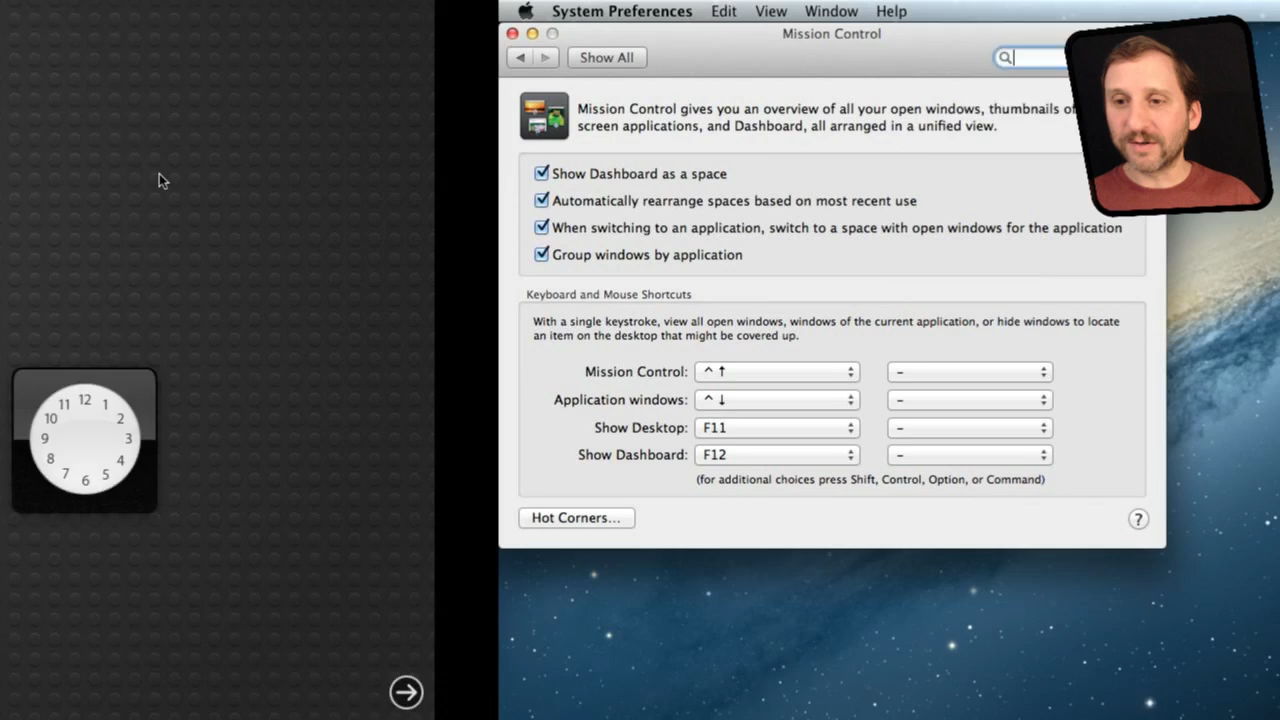 System Preferences Edit View Window Help
Mission Control
Show All
Mission Control gives you an overview of all your open windows, thumbnails of
screen applications, and Dashboard, all arranged in a unified view.
Show Dashboard as a space
Automatically rearrange spaces based on most recent use
When switching to an application, switch to a space with open windows for the application
Group windows by application
Keyboard and Mouse Shortcuts
With a single keystroke, view all open windows, windows of the current application, or hide windows to locate
an item on the desktop that might be covered up.
Mission Control: ^ ↑ –
Application windows: ^ ↓ –
Show Desktop: F11 –
Show Dashboard: F12 –
(for additional choices press Shift, Control, Option, or Command)
Hot Corners... ?
11 12 1
10 2
9 3
8 4
7 6 5